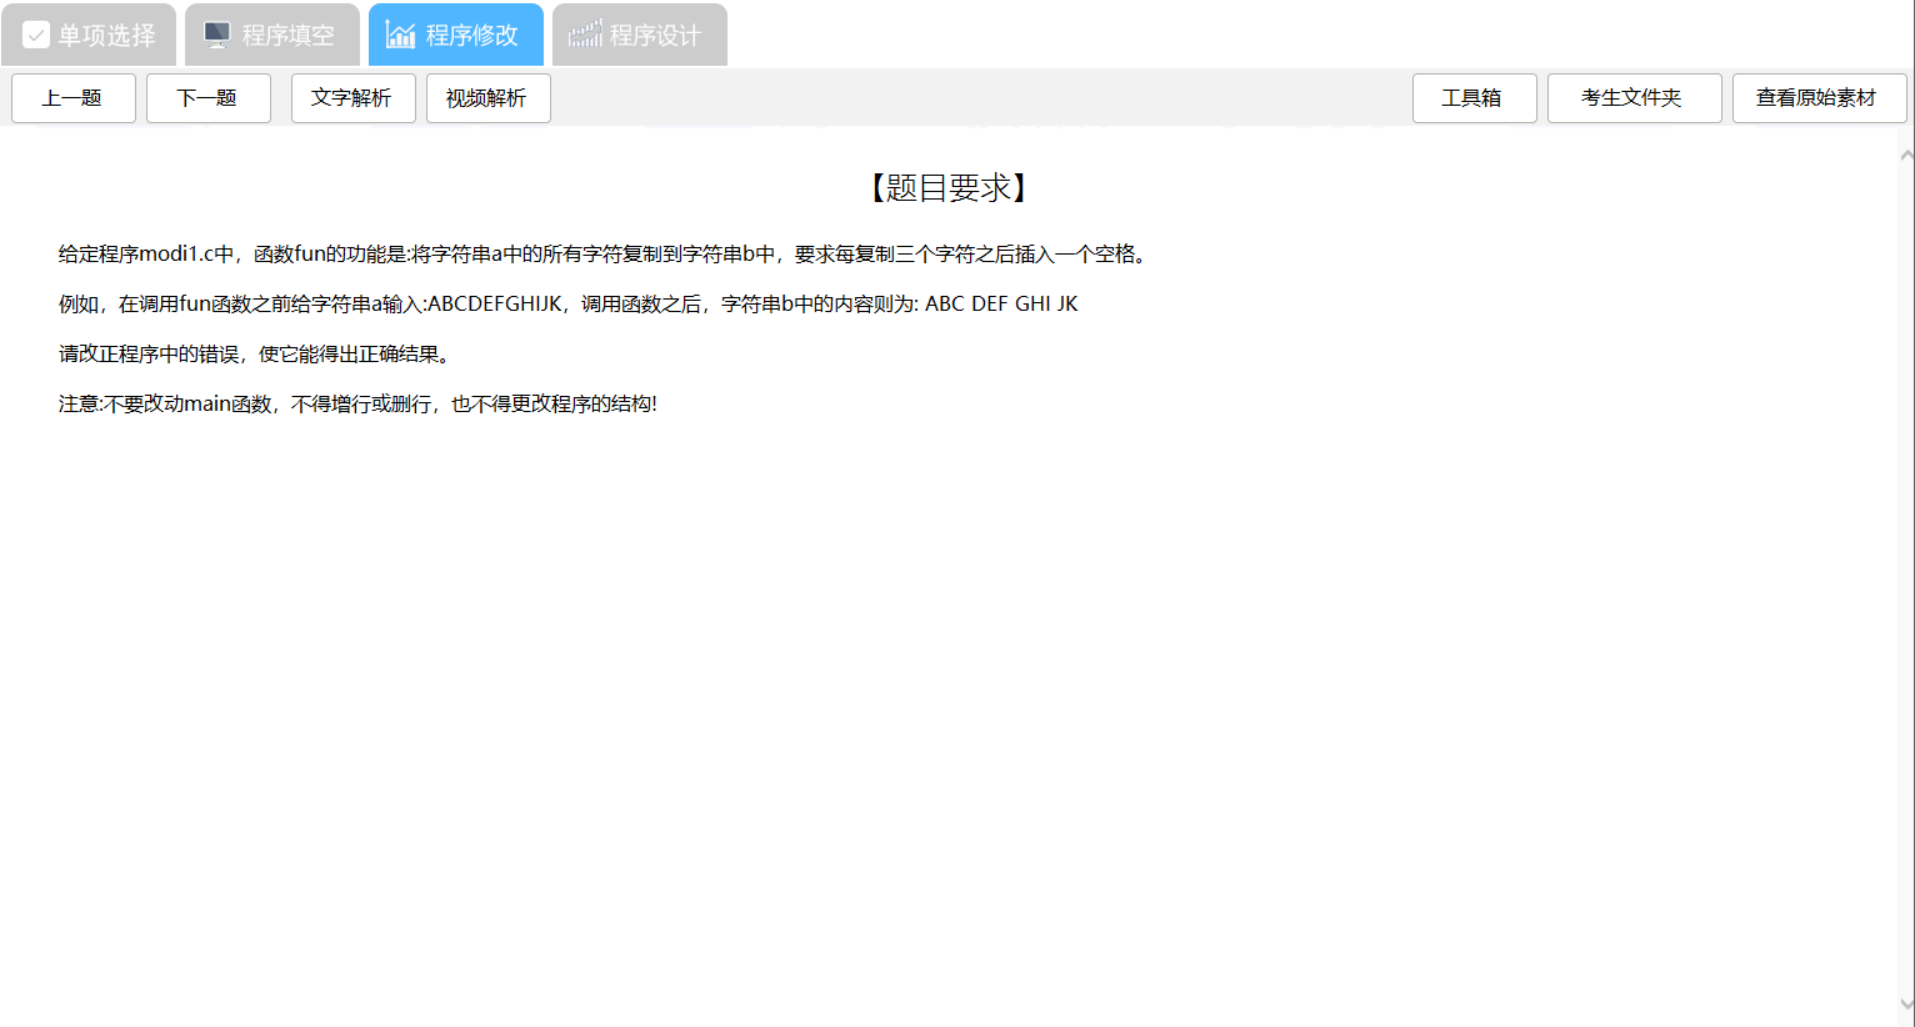 单项选择 程序填空 程序修改 程序设计
上一题 下一题 文字解析 视频解析 工具箱 考生文件夹 查看原始素材
【题目要求】
给定程序modi1.c中，函数fun的功能是:将字符串a中的所有字符复制到字符串b中，要求每复制三个字符之后插入一个空格。
例如，在调用fun函数之前给字符串a输入:ABCDEFGHIJK，调用函数之后，字符串b中的内容则为: ABC DEF GHI JK
请改正程序中的错误，使它能得出正确结果。
注意:不要改动main函数，不得增行或删行，也不得更改程序的结构!